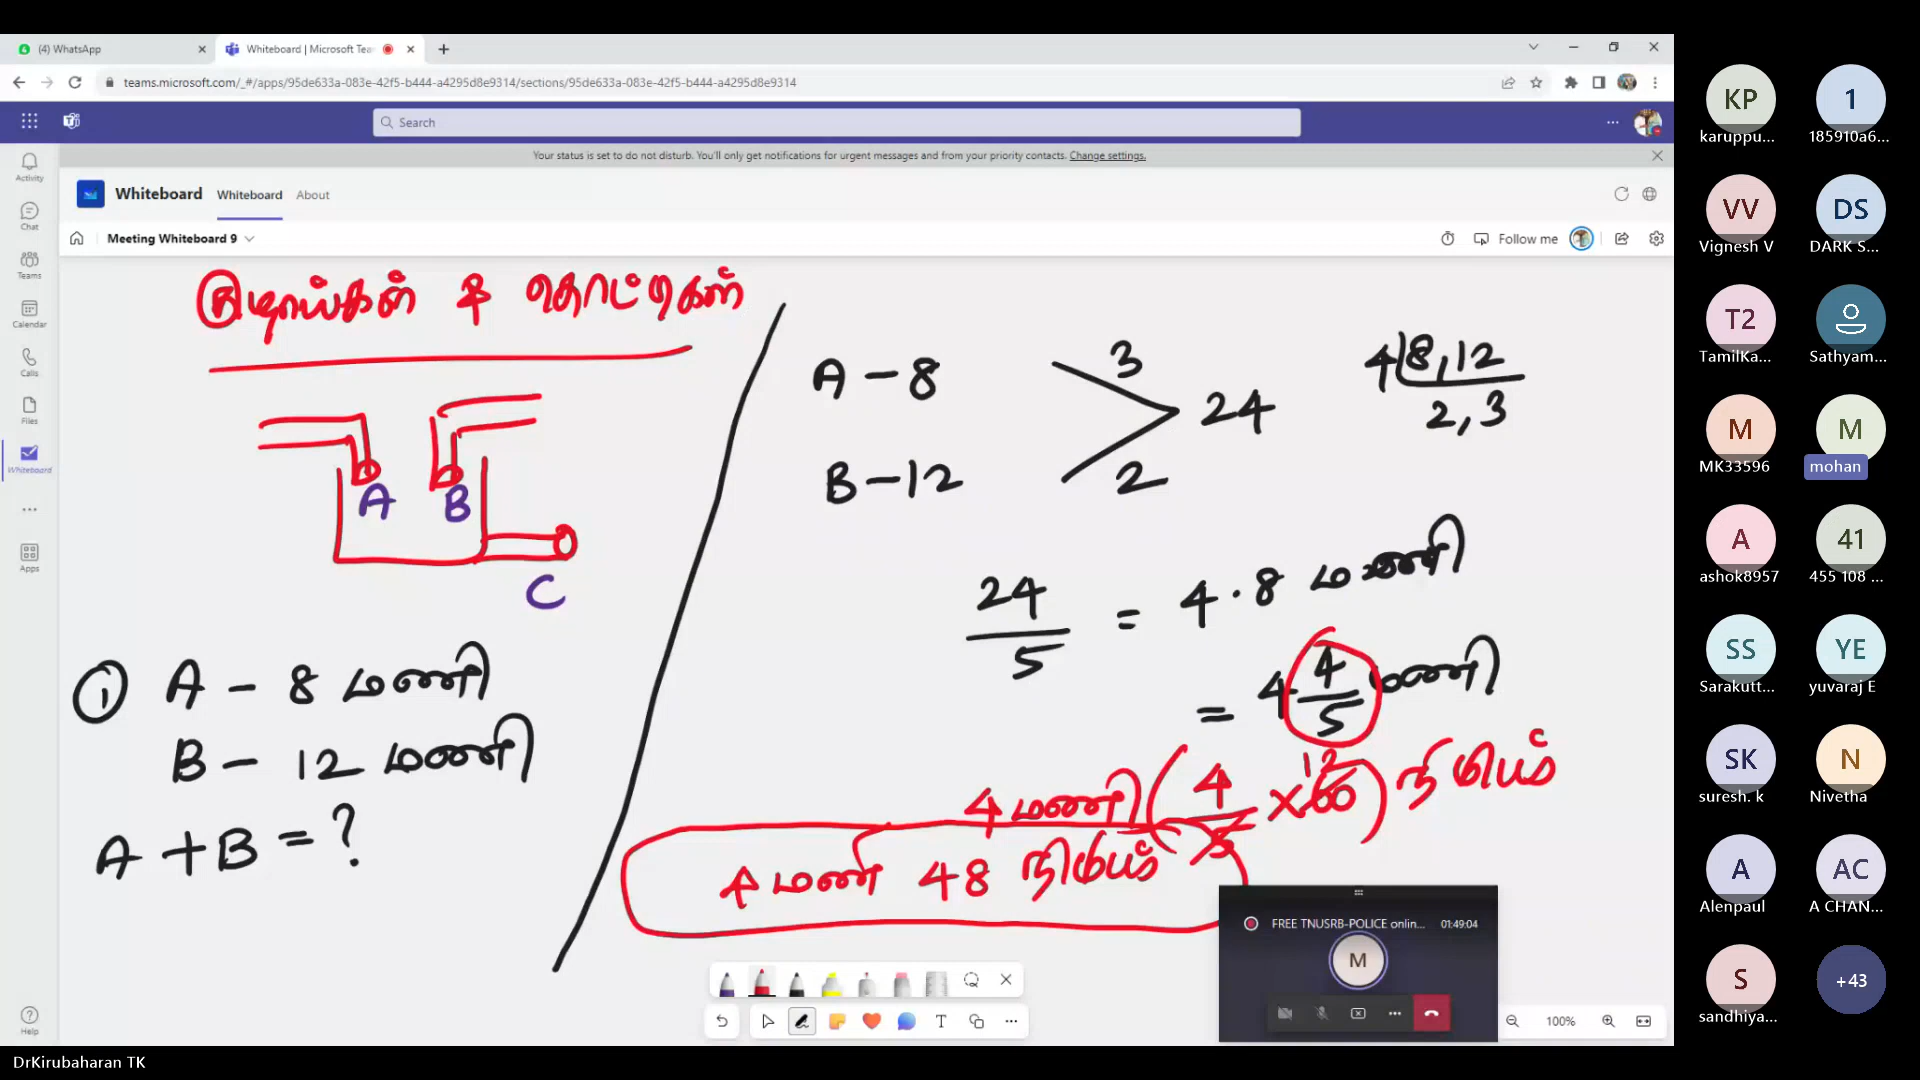 (4) WhatsApp
Whiteboard | Microsoft Tea
teams.microsoft.com/_#/apps/95de633a-083e-42f5-b444-a4295d8e9314/sections/95de633a-083e-42f5-b444-a4295d8e9314
Search
Your status is set to do not disturb. You'll only get notifications for urgent messages and from your priority contacts. Change settings.
Whiteboard Whiteboard About
Meeting Whiteboard 9
Follow me
Activity
Chat
Teams
Calendar
Calls
Files
Whiteboard
Apps
Help
குழாய்கள் & தொட்டிகள்
A B
C
① A - 8 மணி
B - 12 மணி
A + B = ?
A - 8 3
24
B - 12 2
4 8, 12
2, 3
24/5 = 4.8 மணி
= 4 4/5 மணி
4 மணி (4/5 × 60) நிமிடம்
12
4 மணி 48 நிமிடம்
FREE TNUSRB-POLICE onlin... 01:49:04
M
100%
KP
karuppu...
1
185910a6...
VV
Vignesh V
DS
DARK S...
T2
TamilKa...
Sathyam...
M
MK33596
M
mohan
A
ashok8957
41
455 108 ...
SS
Sarakutt...
YE
yuvaraj E
SK
suresh. k
N
Nivetha
A
Alenpaul
AC
A CHAN...
S
sandhiya...
+43
DrKirubaharan TK